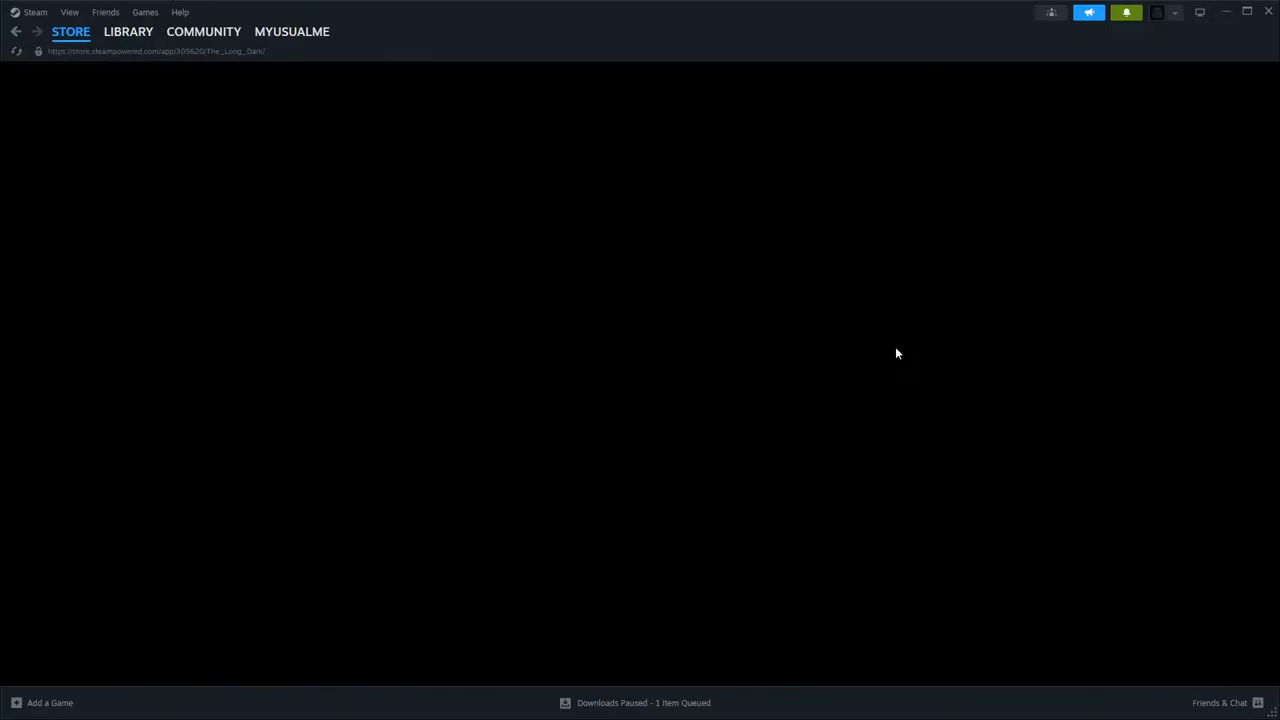 Steam View Friends Games Help
STORE LIBRARY COMMUNITY MYUSUALME
https://store.steampowered.com/app/305620/The_Long_Dark/
Add a Game
Downloads Paused - 1 Item Queued
Friends & Chat